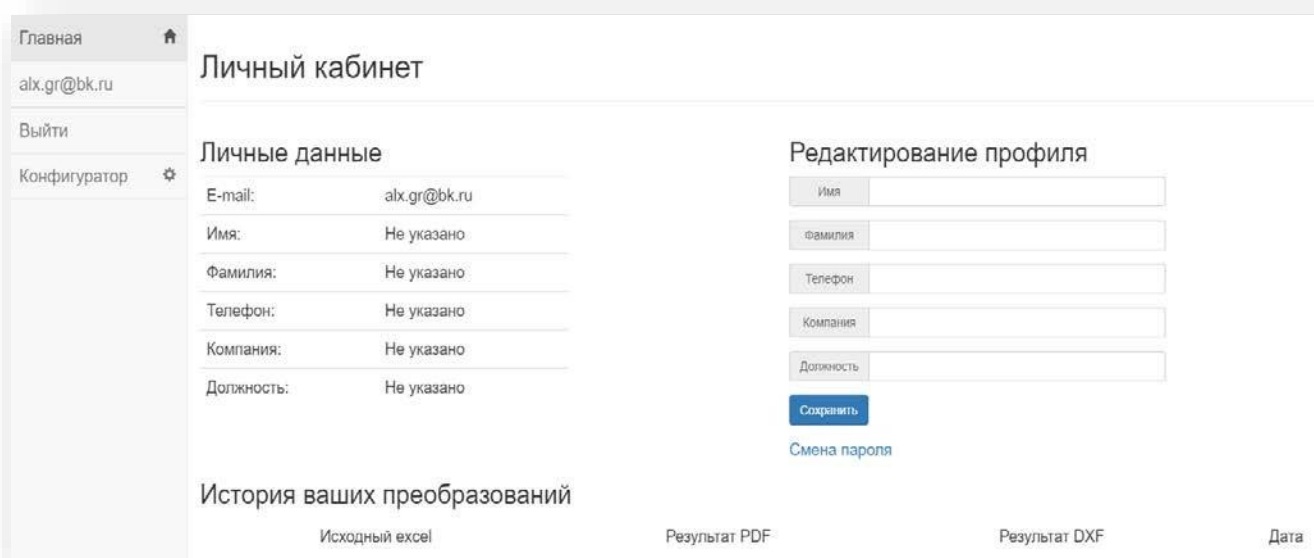 Главная
alx.gr@bk.ru
Выйти
Конфигуратор
Личный кабинет
Личные данные
E-mail: alx.gr@bk.ru
Имя: Не указано
Фамилия: Не указано
Телефон: Не указано
Компания: Не указано
Должность: Не указано
Редактирование профиля
Имя
Фамилия
Телефон
Компания
Должность
Сохранить
Смена пароля
История ваших преобразований
Исходный excel Результат PDF Результат DXF Дата